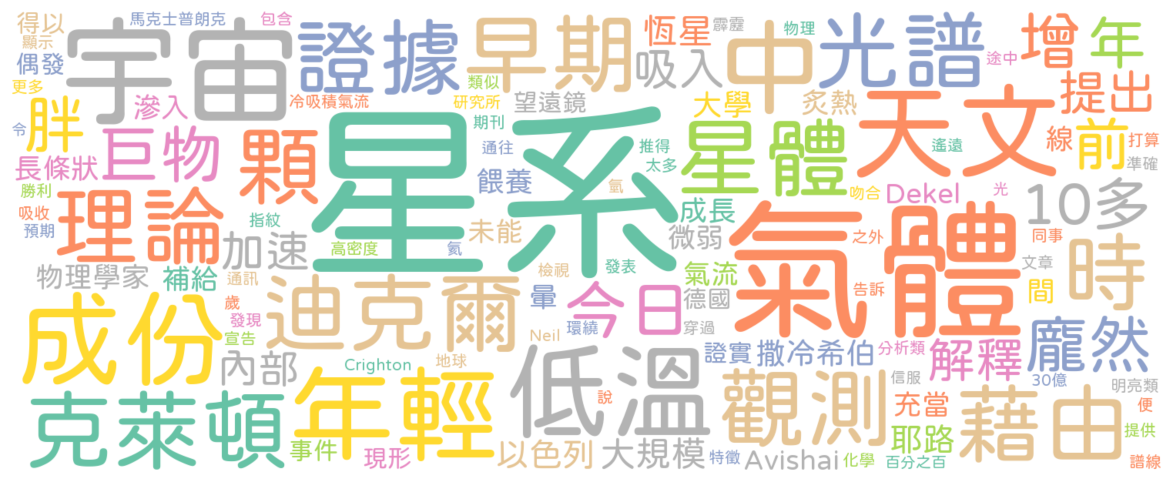 得以 馬克士普朗克 包含
宇宙 證據 早期 中 光譜 增 年
顯示 偶發 更多 吸入 恆星 霹靂 物理 途中 提出
胖 滲入 冷吸積氣流 類似 研究所 望遠鏡 大學 炙熱 天文 線 前 打算
令 巨物 顆 星系 期刊 通往 推得 太多 星體 遙遠 準確
長條狀 餵養 氫 吻合 Dekel 光 10多
勝利 吸收 預期 理論 指紋 加速 高密度 未能 氦 成長 微弱 氣體 之外 同事 時
物理學家 補給 通訊 檢視 發表 氣流 告訴 文章 間
成份 歲 發現 宣告 迪克爾 暈 今日 德國 環繞 穿過 龐然
內部 Crighton 地球 Neil 低溫 證實 撒冷希伯 分析類 解釋 30億 明亮類
克萊頓 年輕 說 觀測 信服 充當 藉由 便
事件 現形 以色列 大規模 特徵 Avishai 化學 耶路 百分之百 提供 譜線